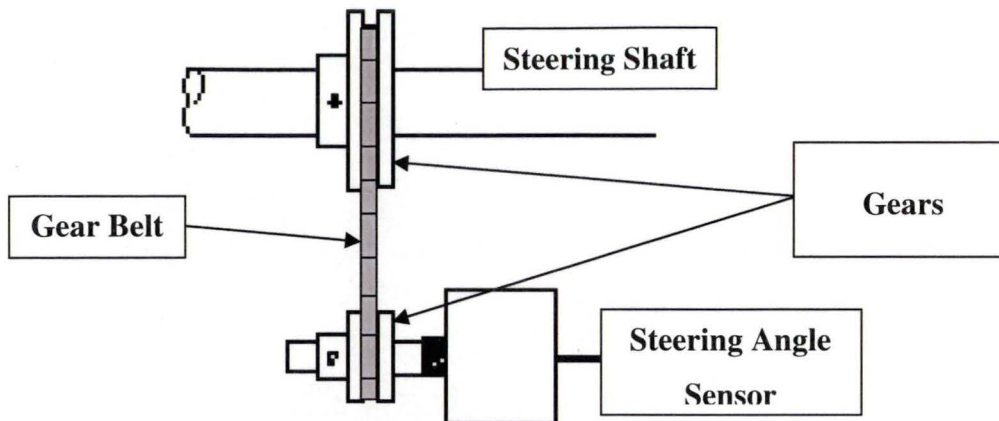 Steering Shaft
Gears
Gear Belt
Steering Angle
Sensor